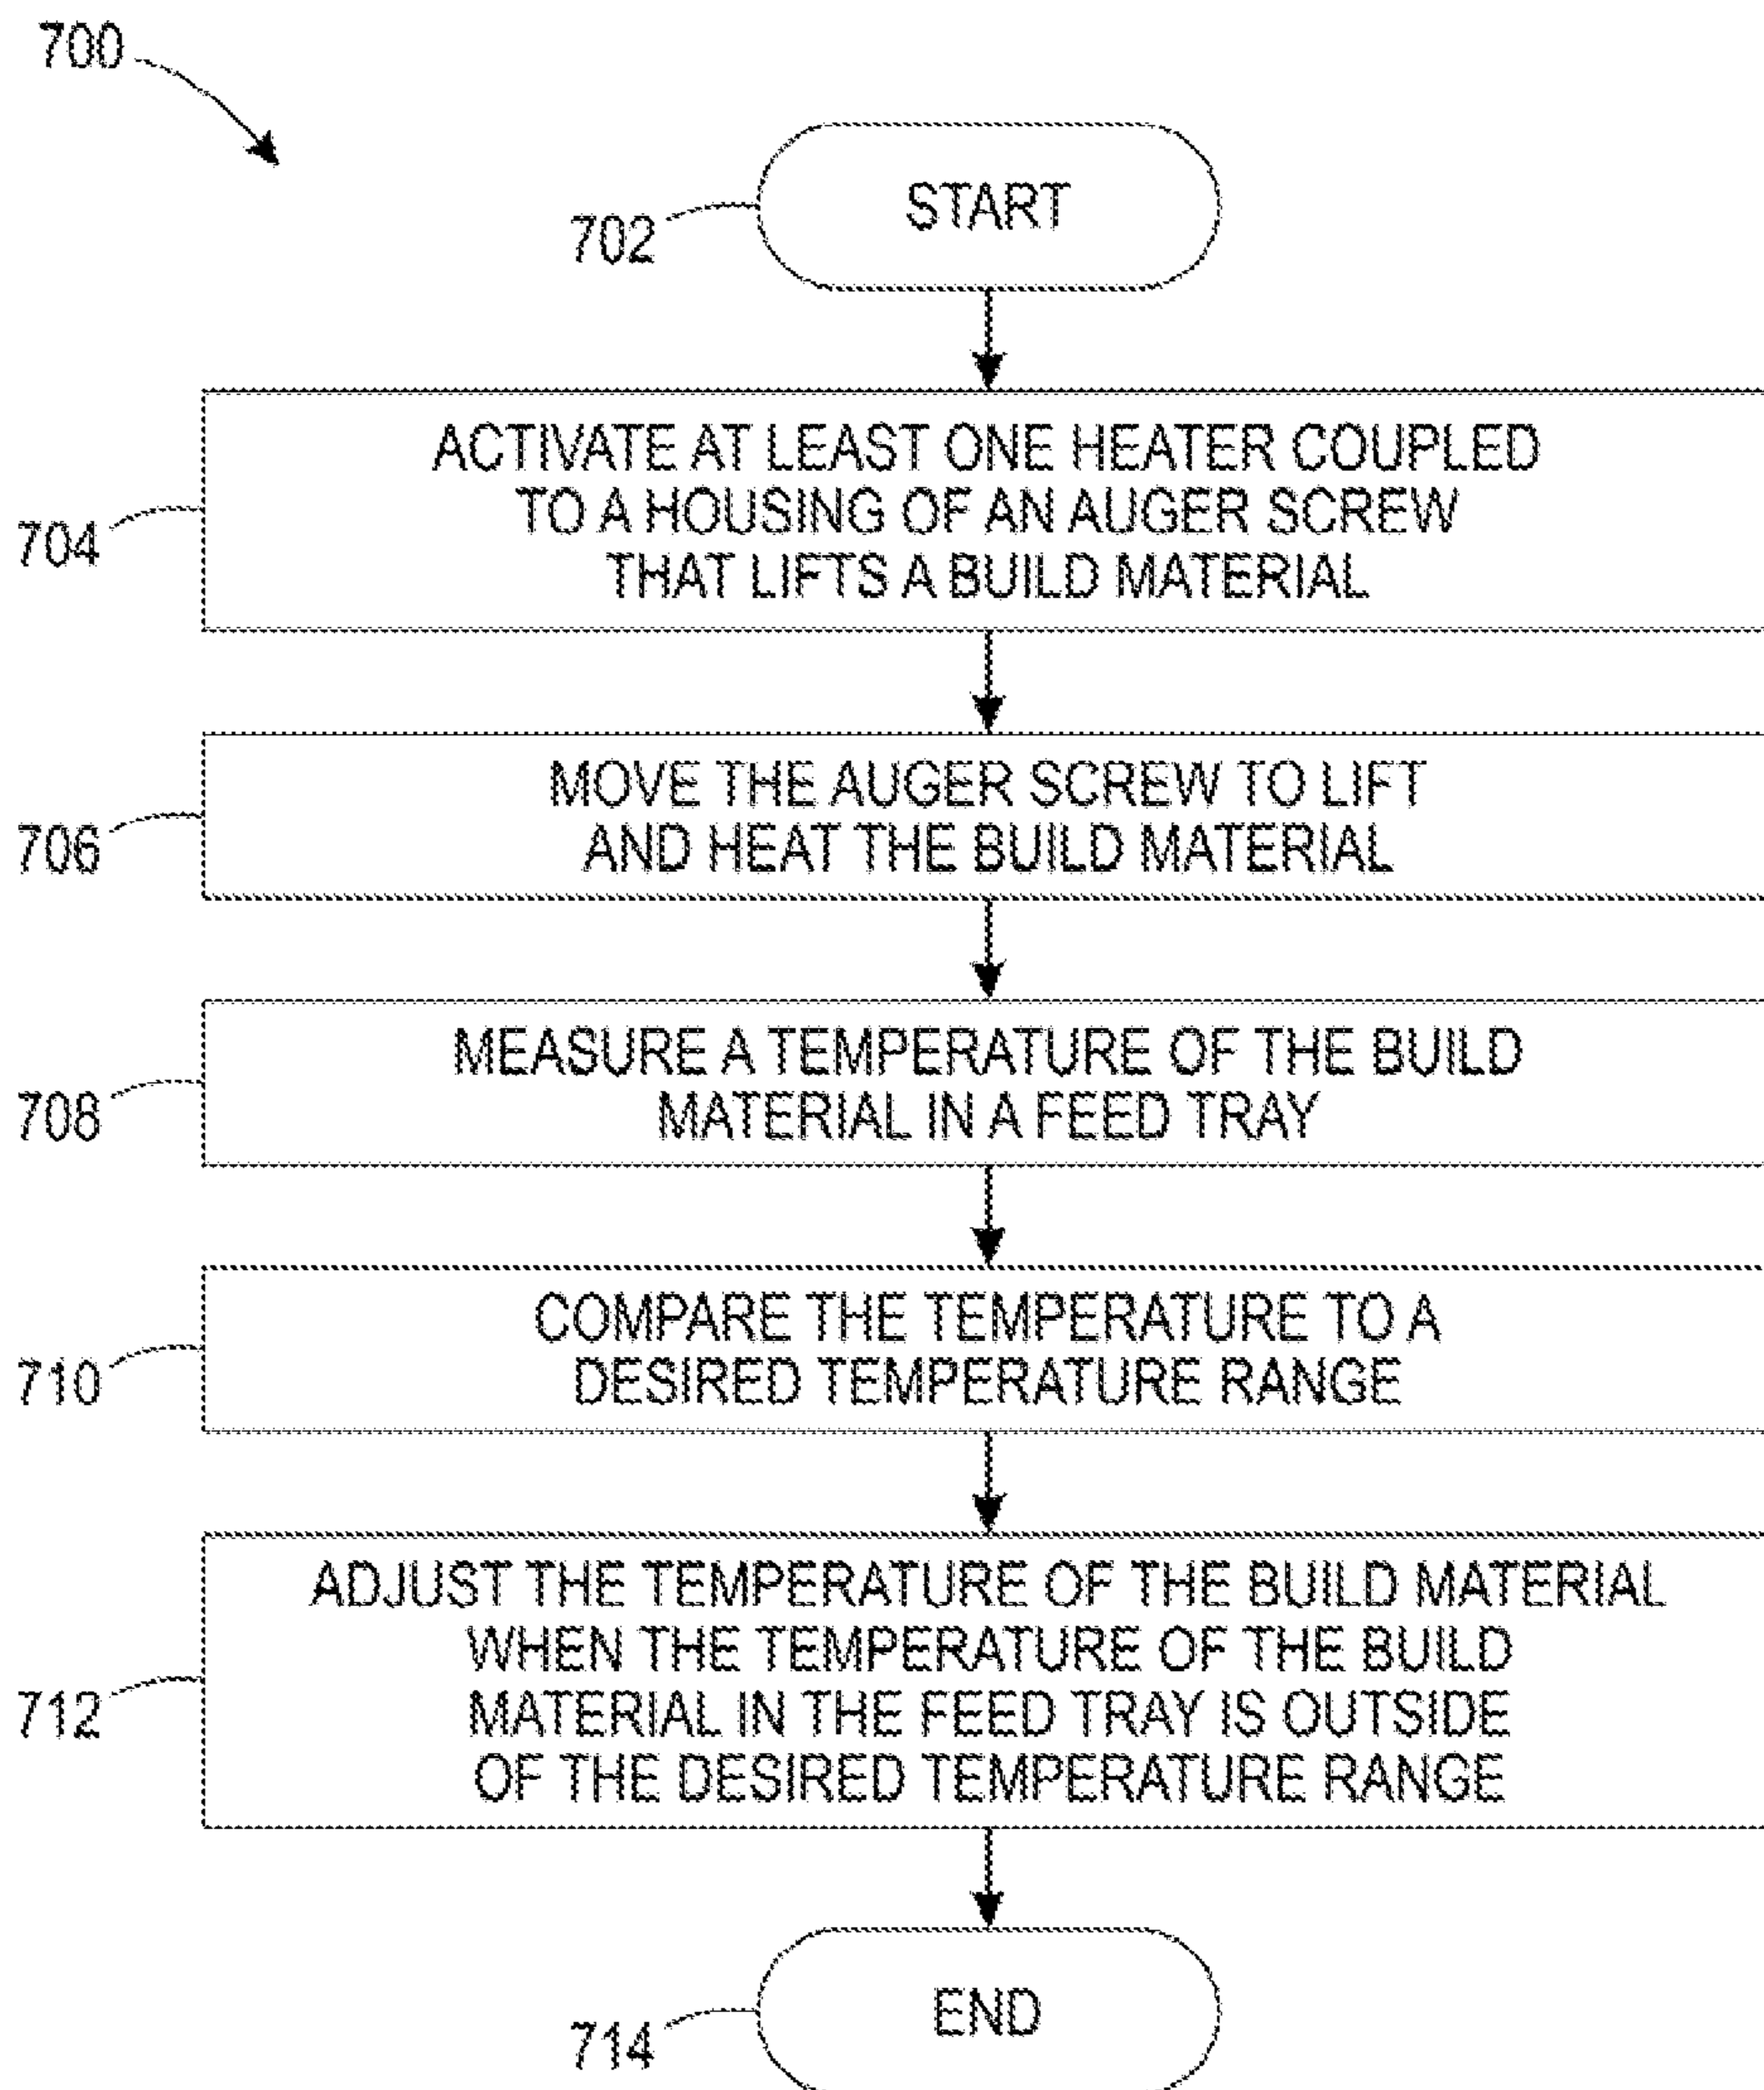 700
702
START
704
ACTIVATE AT LEAST ONE HEATER COUPLED
TO A HOUSING OF AN AUGER SCREW
THAT LIFTS A BUILD MATERIAL
706
MOVE THE AUGER SCREW TO LIFT
AND HEAT THE BUILD MATERIAL
708
MEASURE A TEMPERATURE OF THE BUILD
MATERIAL IN A FEED TRAY
710
COMPARE THE TEMPERATURE TO A
DESIRED TEMPERATURE RANGE
712
ADJUST THE TEMPERATURE OF THE BUILD MATERIAL
WHEN THE TEMPERATURE OF THE BUILD
MATERIAL IN THE FEED TRAY IS OUTSIDE
OF THE DESIRED TEMPERATURE RANGE
714
END